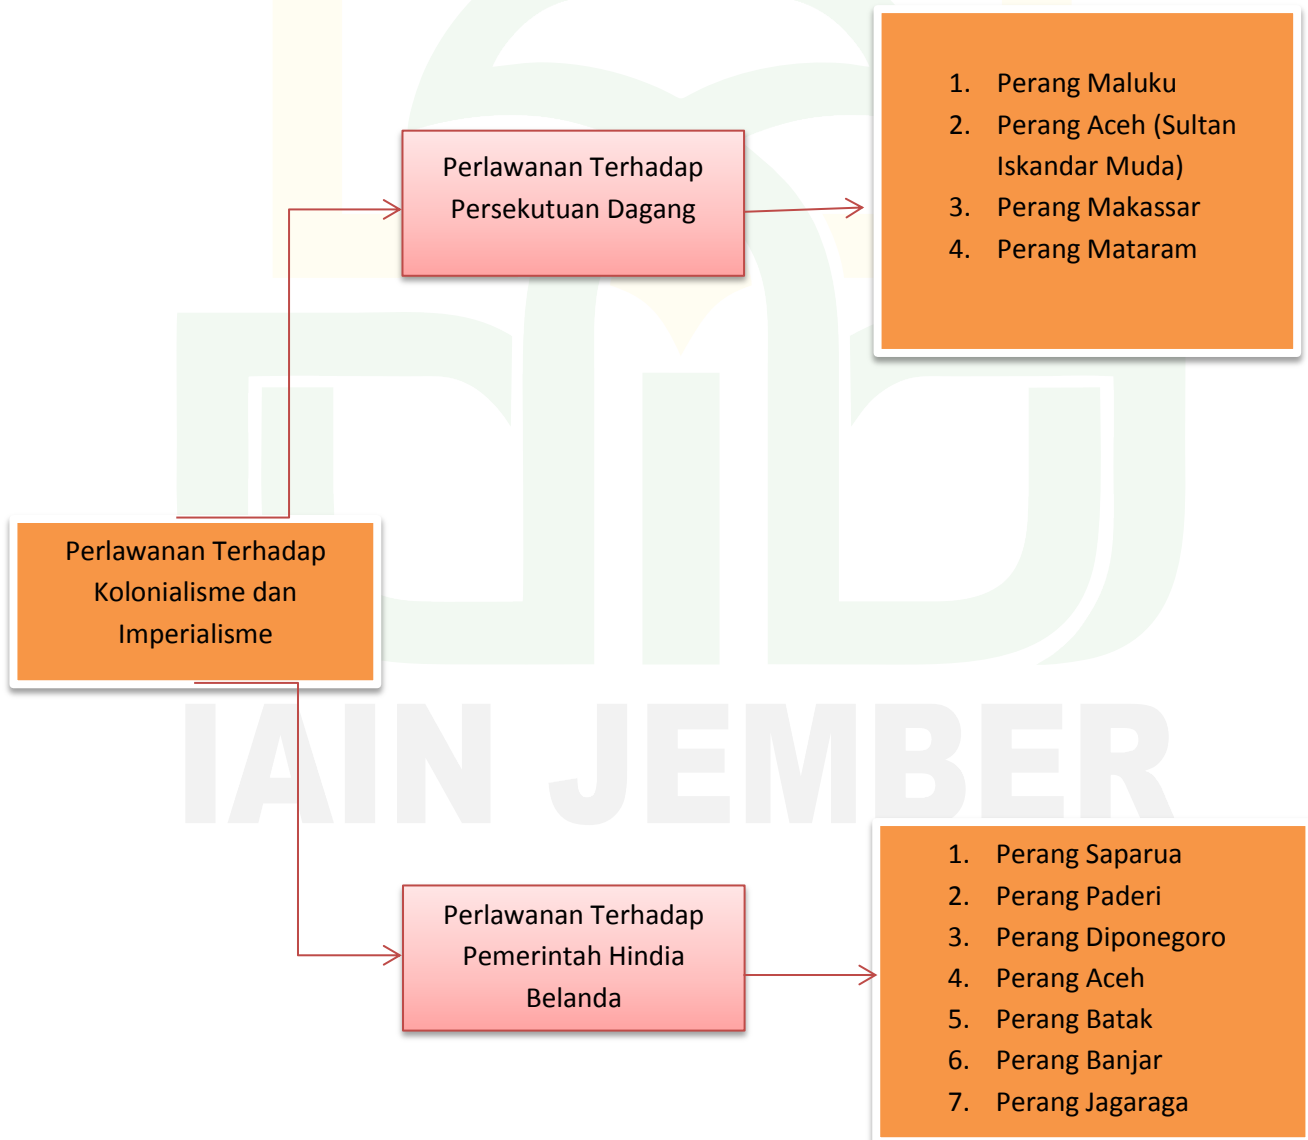 1. Perang Maluku
2. Perang Aceh (Sultan
Iskandar Muda)
3. Perang Makassar
4. Perang Mataram
Perlawanan Terhadap
Persekutuan Dagang
Perlawanan Terhadap
Kolonialisme dan
Imperialisme
IAIN JEMBER
Perlawanan Terhadap
Pemerintah Hindia
Belanda
1. Perang Saparua
2. Perang Paderi
3. Perang Diponegoro
4. Perang Aceh
5. Perang Batak
6. Perang Banjar
7. Perang Jagaraga